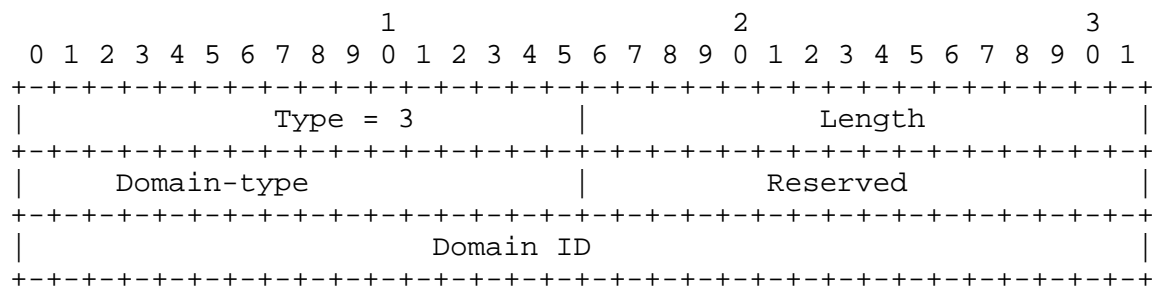 1                   2                   3
 0 1 2 3 4 5 6 7 8 9 0 1 2 3 4 5 6 7 8 9 0 1 2 3 4 5 6 7 8 9 0 1
+-+-+-+-+-+-+-+-+-+-+-+-+-+-+-+-+-+-+-+-+-+-+-+-+-+-+-+-+-+-+-+-+
|              Type = 3         |             Length            |
+-+-+-+-+-+-+-+-+-+-+-+-+-+-+-+-+-+-+-+-+-+-+-+-+-+-+-+-+-+-+-+-+
|     Domain-type               |          Reserved             |
+-+-+-+-+-+-+-+-+-+-+-+-+-+-+-+-+-+-+-+-+-+-+-+-+-+-+-+-+-+-+-+-+
|                       Domain ID                               |
+-+-+-+-+-+-+-+-+-+-+-+-+-+-+-+-+-+-+-+-+-+-+-+-+-+-+-+-+-+-+-+-+